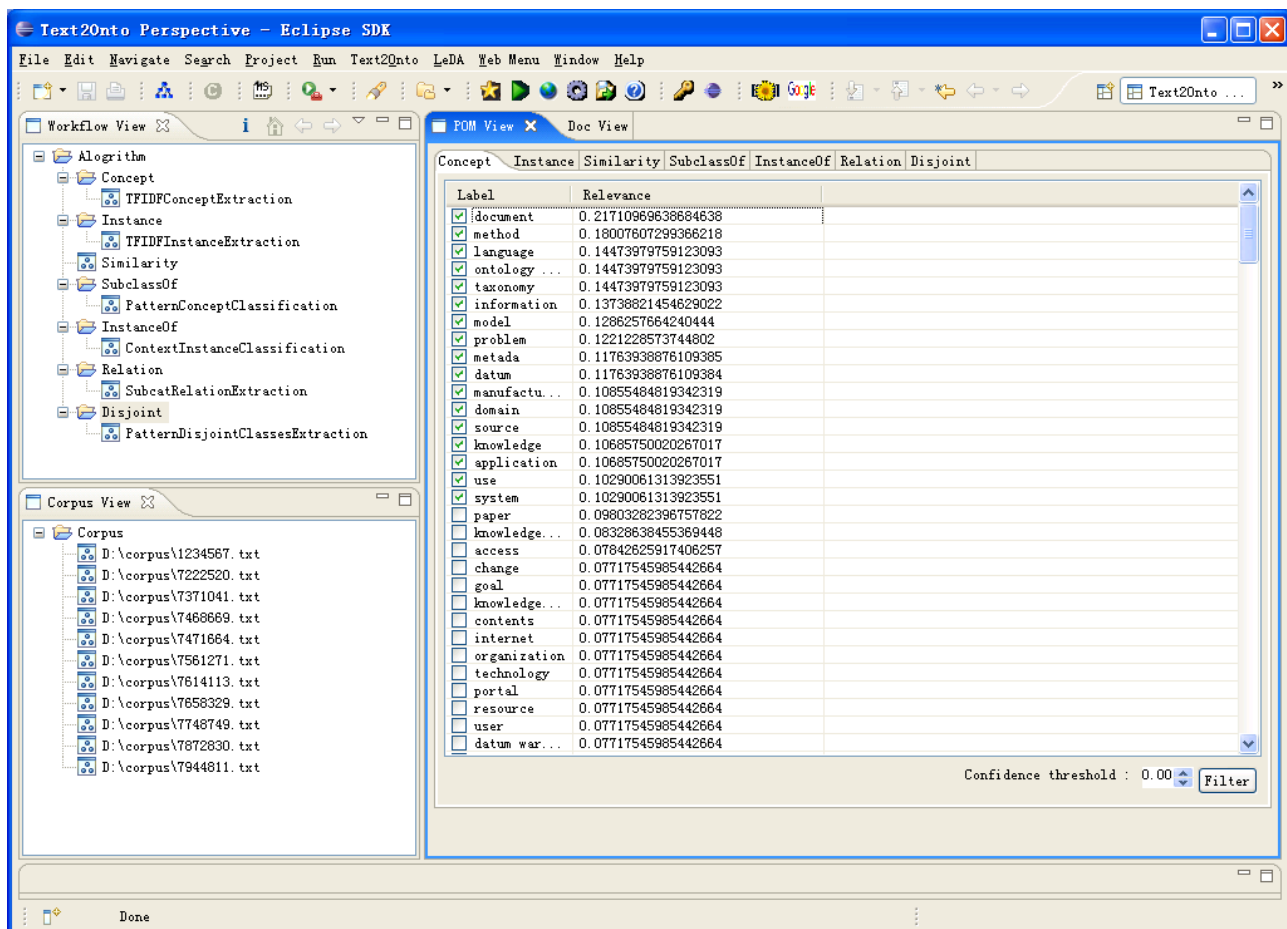 Text2Onto Perspective - Eclipse SDK
File Edit Navigate Search Project Run Text2Onto LeDA Web Menu Window Help
Google
Text2Onto ... »
Workflow View
Alogrithm
Concept
TFIDFConceptExtraction
Instance
TFIDFInstanceExtraction
Similarity
SubclassOf
PatternConceptClassification
InstanceOf
ContextInstanceClassification
Relation
SubcatRelationExtraction
Disjoint
PatternDisjointClassesExtraction
Corpus View
Corpus
D:\corpus\1234567.txt
D:\corpus\7222520.txt
D:\corpus\7371041.txt
D:\corpus\7468669.txt
D:\corpus\7471664.txt
D:\corpus\7561271.txt
D:\corpus\7614113.txt
D:\corpus\7658329.txt
D:\corpus\7748749.txt
D:\corpus\7872830.txt
D:\corpus\7944811.txt
POM View Doc View
Concept Instance Similarity SubclassOf InstanceOf Relation Disjoint
Label Relevance
document 0.21710969638684638
method 0.18007607299366218
language 0.14473979759123093
ontology ... 0.14473979759123093
taxonomy 0.14473979759123093
information 0.13738821454629022
model 0.1286257664240444
problem 0.1221228573744802
metada 0.11763938876109385
datum 0.11763938876109384
manufactu... 0.10855484819342319
domain 0.10855484819342319
source 0.10855484819342319
knowledge 0.10685750020267017
application 0.10685750020267017
use 0.10290061313923551
system 0.10290061313923551
paper 0.09803282396757822
knowledge... 0.08328638455369448
access 0.07842625917406257
change 0.07717545985442664
goal 0.07717545985442664
knowledge... 0.07717545985442664
contents 0.07717545985442664
internet 0.07717545985442664
organization 0.07717545985442664
technology 0.07717545985442664
portal 0.07717545985442664
resource 0.07717545985442664
user 0.07717545985442664
datum war... 0.07717545985442664
Confidence threshold : 0.00 Filter
Done